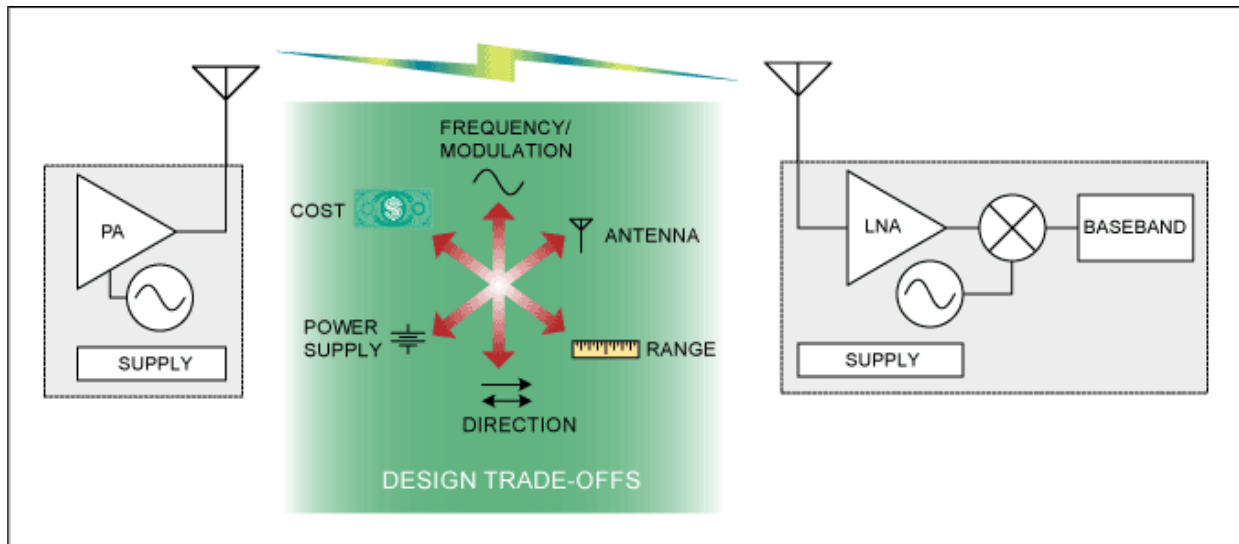 PA
SUPPLY
FREQUENCY/
MODULATION
COST
$
ANTENNA
POWER
SUPPLY
RANGE
DIRECTION
DESIGN TRADE-OFFS
LNA
BASEBAND
SUPPLY